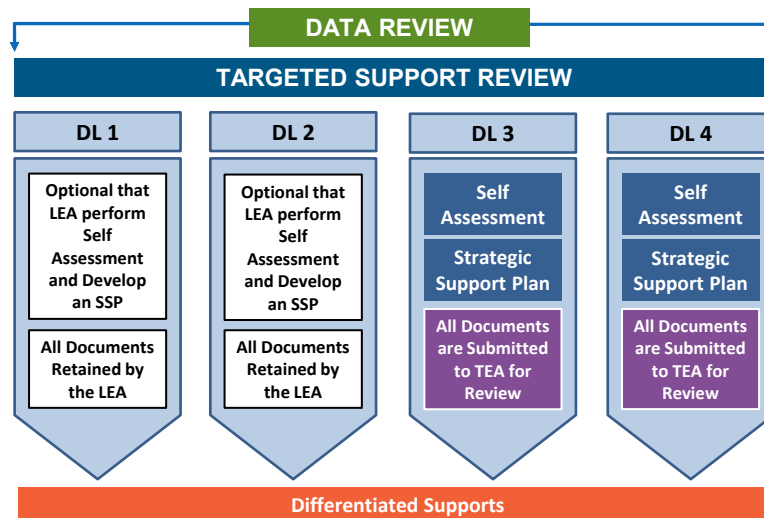 DATA REVIEW
TARGETED SUPPORT REVIEW
DL 1
Optional that
LEA perform
Self
Assessment
and Develop
an SSP
All Documents
Retained by
the LEA
DL 2
Optional that
LEA perform
Self
Assessment
and Develop
an SSP
All Documents
Retained by
the LEA
DL 3
Self
Assessment
Strategic
Support Plan
All Documents
are Submitted
to TEA for
Review
DL 4
Self
Assessment
Strategic
Support Plan
All Documents
are Submitted
to TEA for
Review
Differentiated Supports